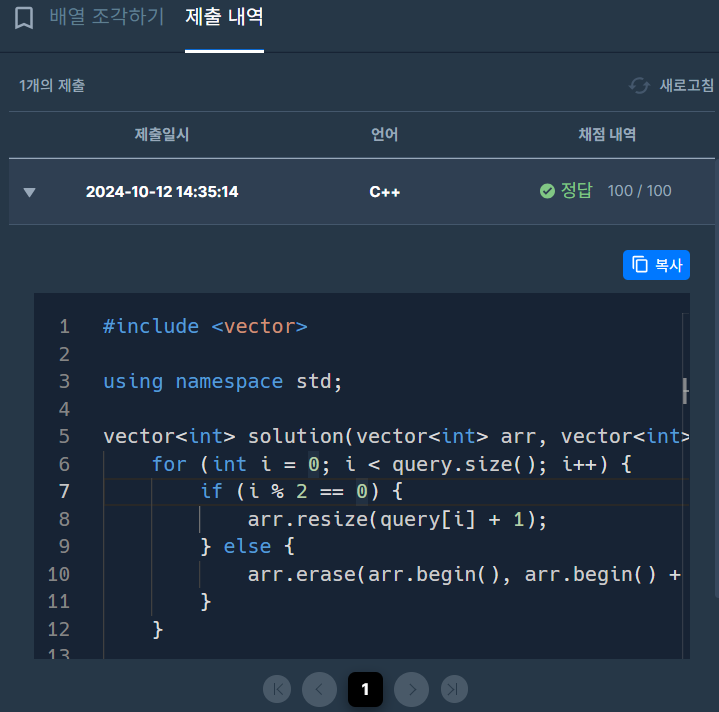 배열 조각하기 제출 내역
1개의 제출 새로고침
제출일시 언어 채점 내역
2024-10-12 14:35:14 C++ 정답 100 / 100
복사
1 #include <vector>
2
3 using namespace std;
4
5 vector<int> solution(vector<int> arr, vector<int>
6 for (int i = 0; i < query.size(); i++) {
7 if (i % 2 == 0) {
8 arr.resize(query[i] + 1);
9 } else {
10 arr.erase(arr.begin(), arr.begin() +
11 }
12 }
13
1